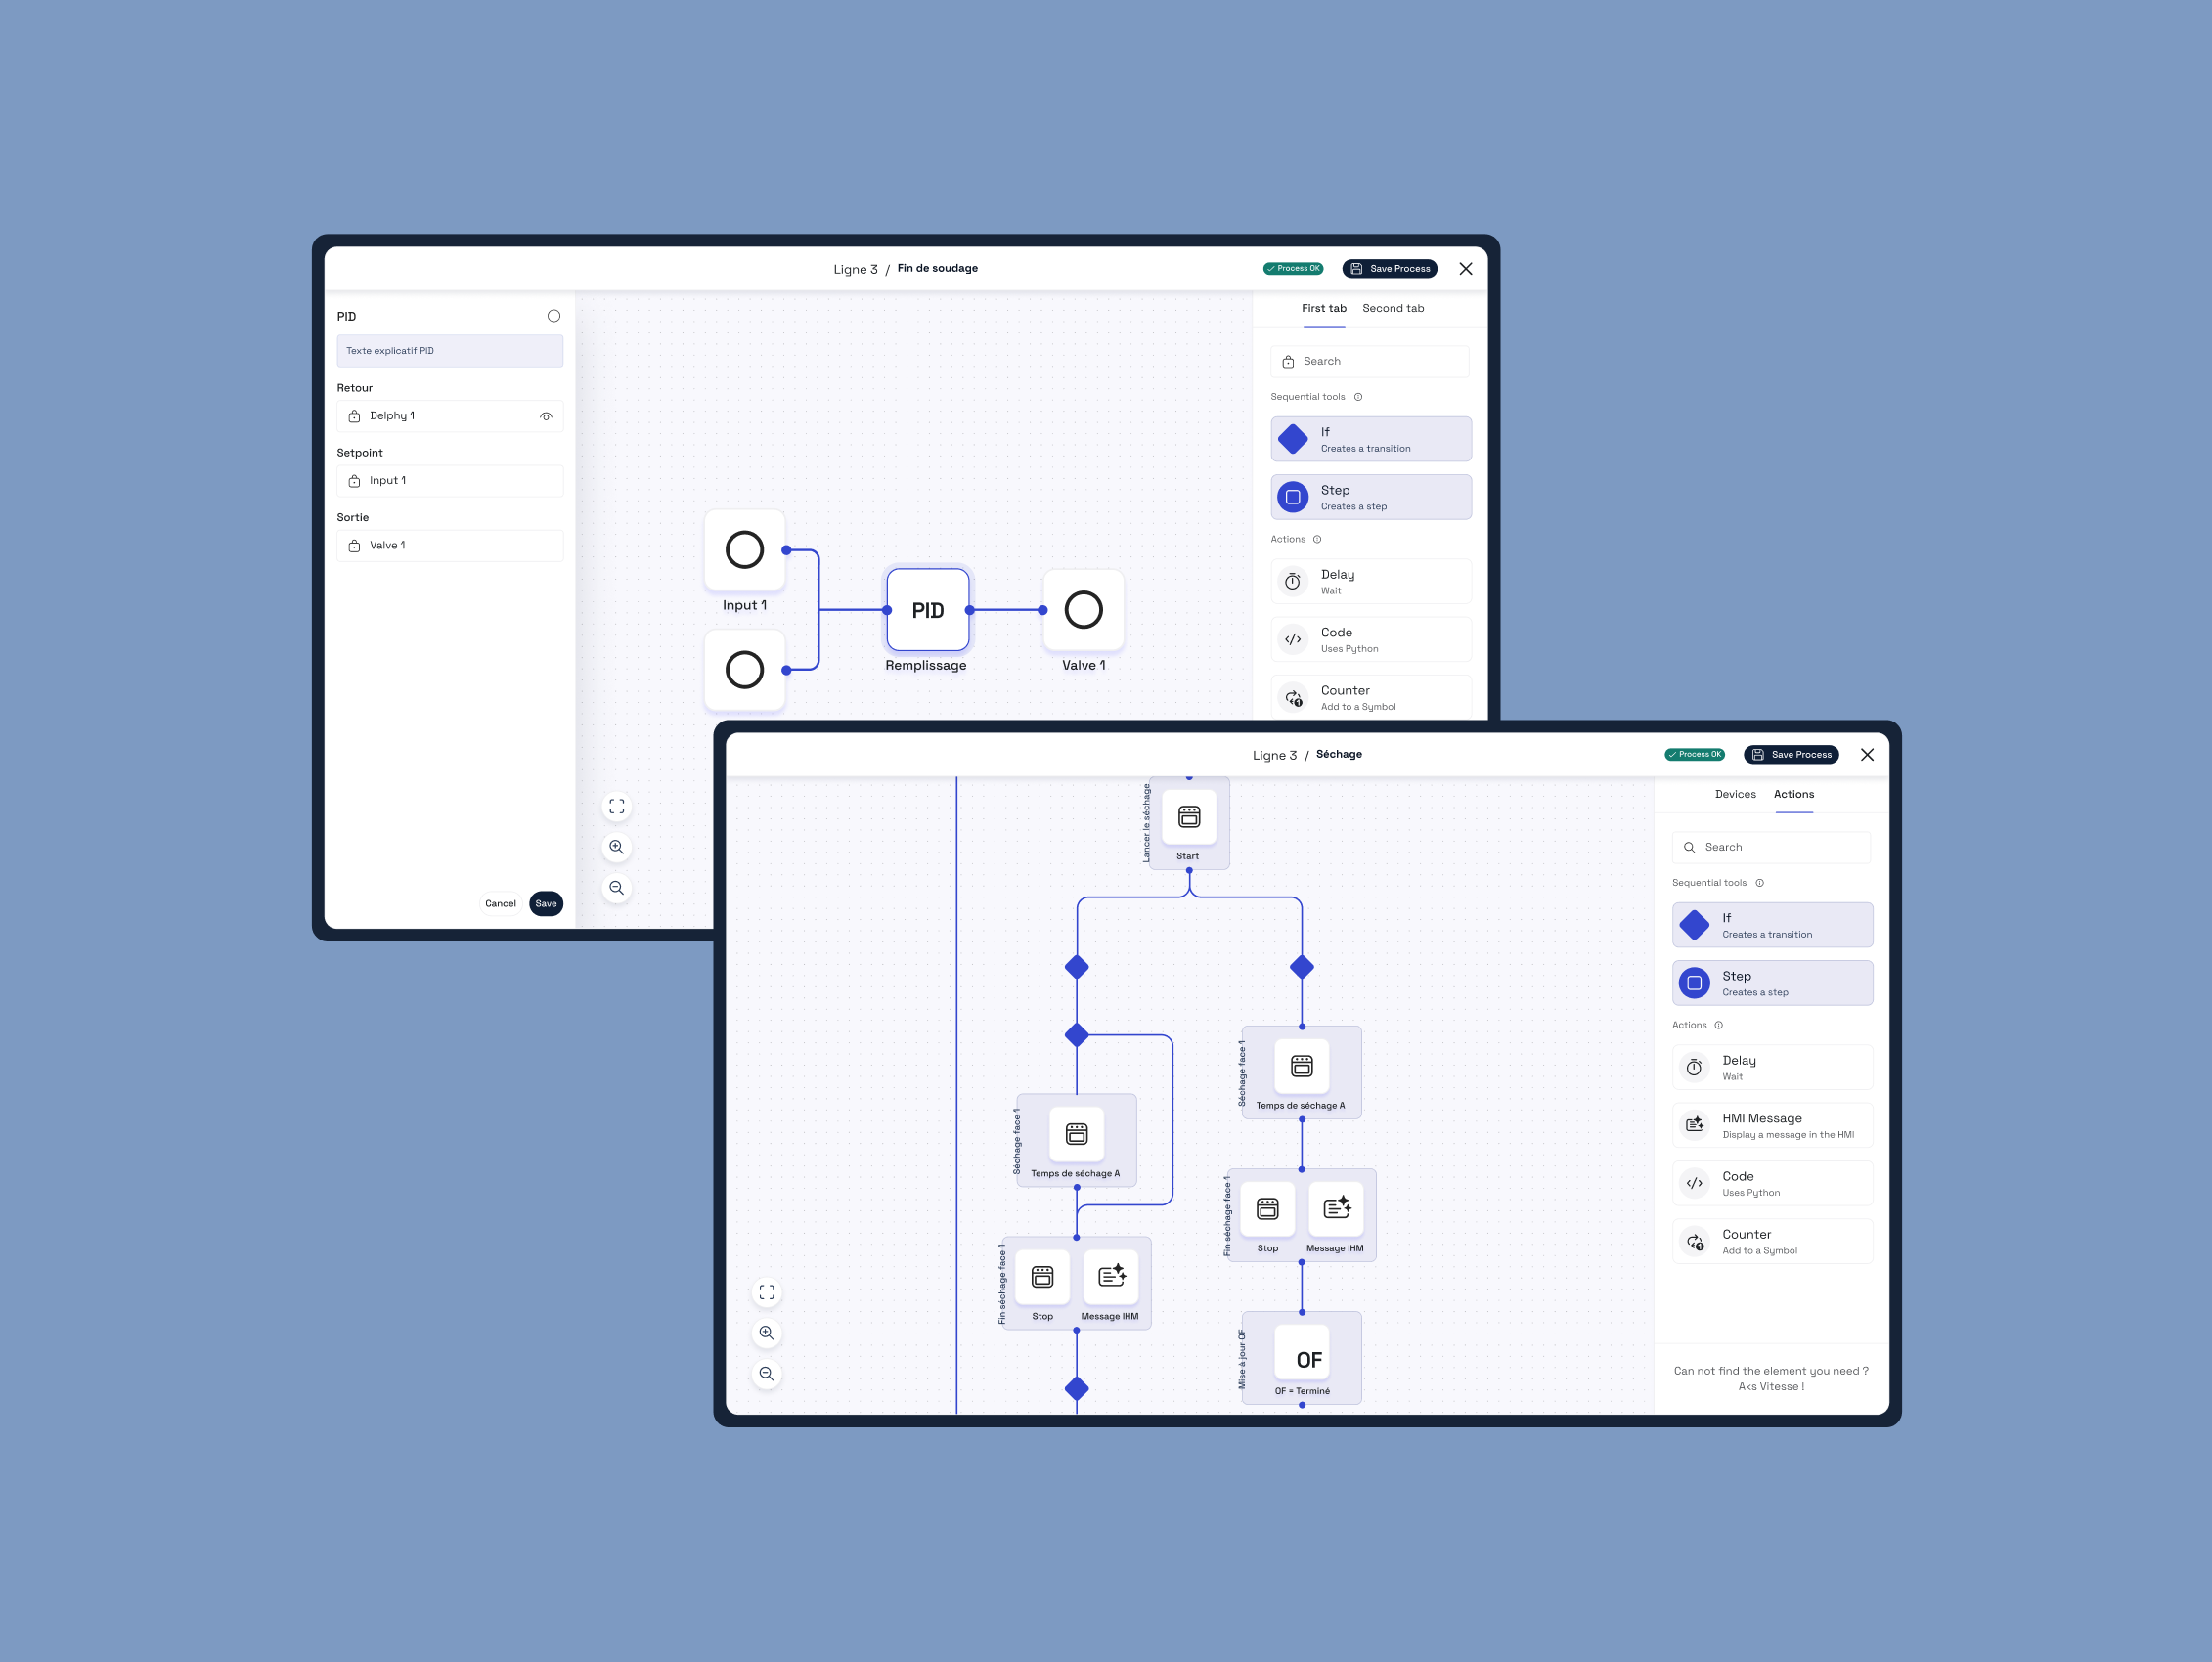 Ligne 3 / Fin de soudage
Process OK
Save Process
PID
Texte explicatif PID
Retour
Delphy 1
Setpoint
Input 1
Sortie
Valve 1
Cancel
Save
Input 1
PID
Remplissage
Valve 1
First tab
Second tab
Search
Sequential tools
If
Creates a transition
Step
Creates a step
Actions
Delay
Wait
Code
Uses Python
Counter
Add to a Symbol
Ligne 3 / Séchage
Process OK
Save Process
Lancer le séchage
Start
Séchage face 1
Temps de séchage A
Séchage face 1
Temps de séchage A
Fin séchage face 1
Stop
Message IHM
Fin séchage face 1
Stop
Message IHM
Mise à jour OF
OF
OF = Terminé
Devices
Actions
Search
Sequential tools
If
Creates a transition
Step
Creates a step
Actions
Delay
Wait
HMI Message
Display a message in the HMI
Code
Uses Python
Counter
Add to a Symbol
Can not find the element you need ?
Aks Vitesse !